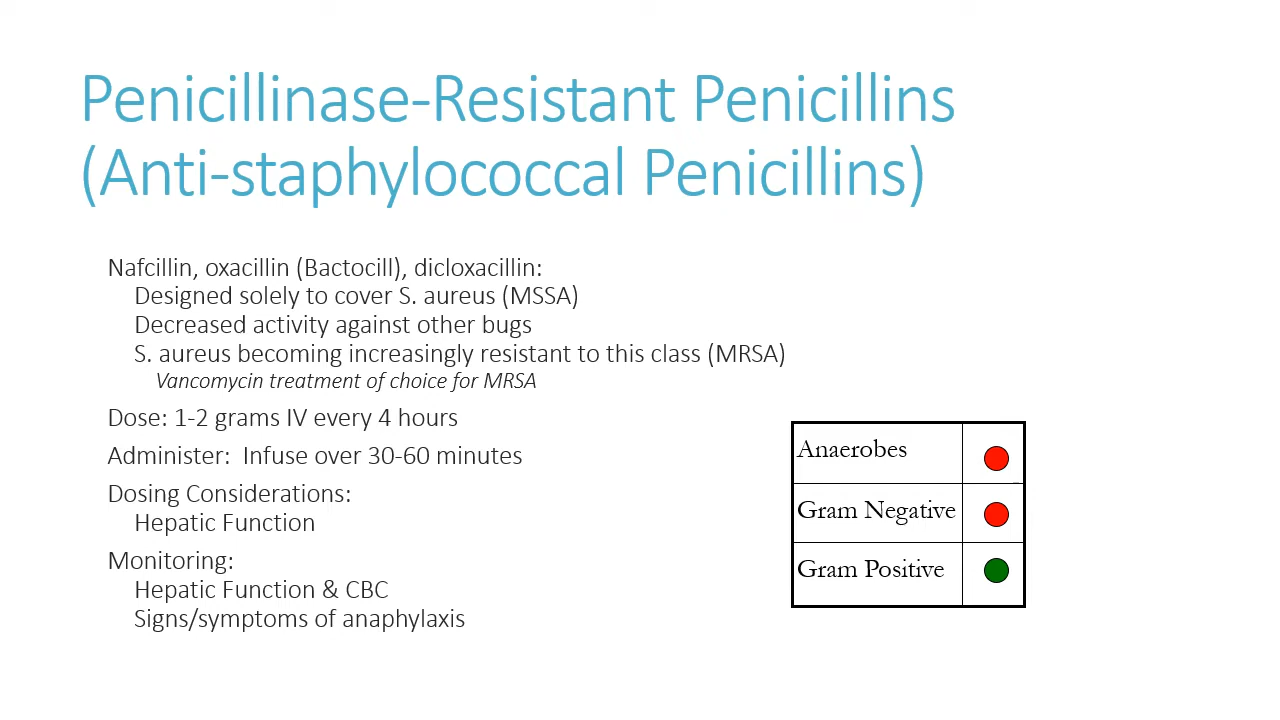 Penicillinase-Resistant Penicillins
(Anti-staphylococcal Penicillins)
Nafcillin, oxacillin (Bactocill), dicloxacillin:
Designed solely to cover S. aureus (MSSA)
Decreased activity against other bugs
S. aureus becoming increasingly resistant to this class (MRSA)
Vancomycin treatment of choice for MRSA
Dose: 1-2 grams IV every 4 hours
Administer:  Infuse over 30-60 minutes
Dosing Considerations:
Hepatic Function
Monitoring:
Hepatic Function & CBC
Signs/symptoms of anaphylaxis
Anaerobes
Gram Negative
Gram Positive